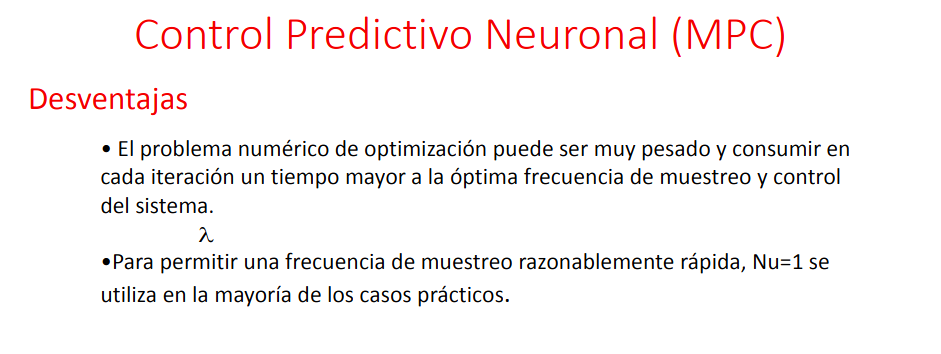 Control Predictivo Neuronal (MPC)
Desventajas
• El problema numérico de optimización puede ser muy pesado y consumir en
cada iteración un tiempo mayor a la óptima frecuencia de muestreo y control
del sistema.
λ
•Para permitir una frecuencia de muestreo razonablemente rápida, Nu=1 se
utiliza en la mayoría de los casos prácticos.